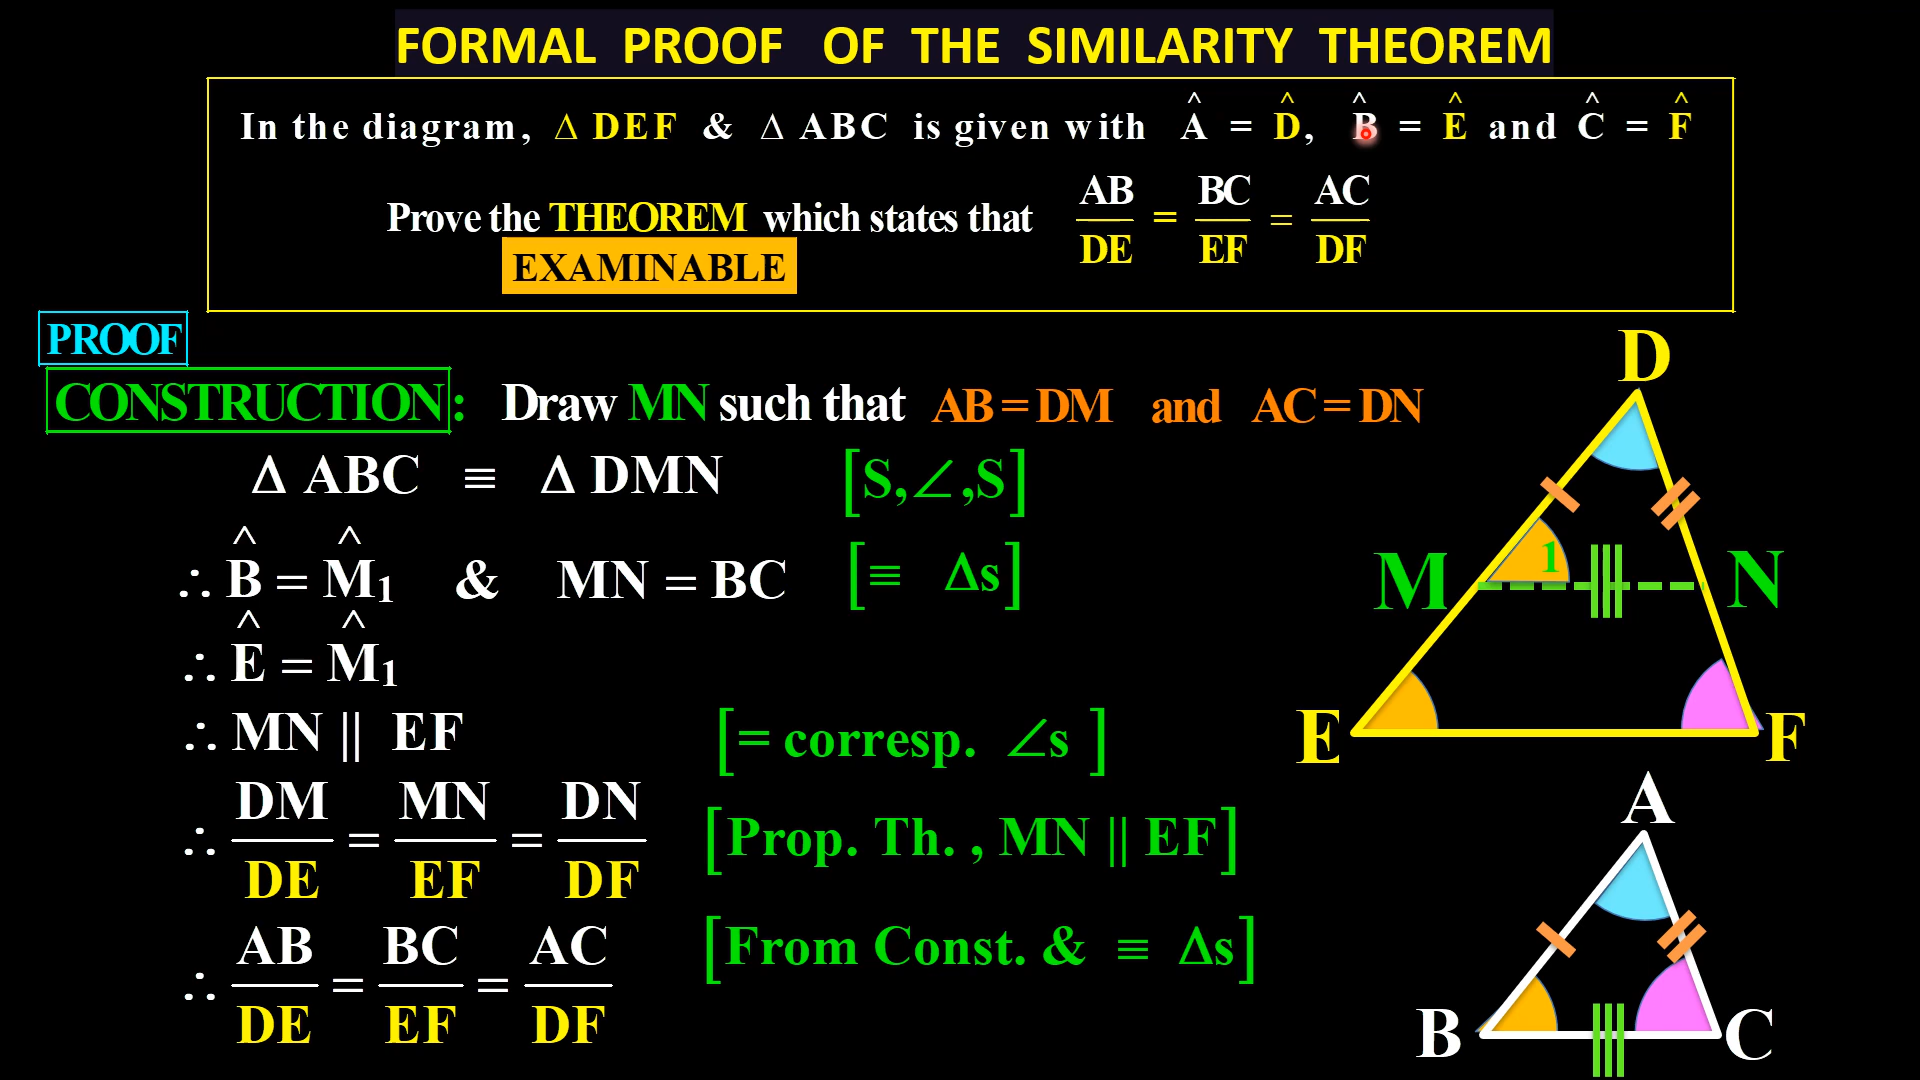 FORMAL PROOF OF THE SIMILARITY THEOREM
In the diagram, Δ DEF & Δ ABC is given with Â = D̂, B̂ = Ê and Ĉ = F̂
Prove the THEOREM which states that AB/DE = BC/EF = AC/DF
EXAMINABLE
PROOF
CONSTRUCTION: Draw MN such that AB = DM and AC = DN
Δ ABC ≡ Δ DMN [S,∠,S]
∴ B̂ = M̂₁ & MN = BC [≡ Δs]
∴ Ê = M̂₁
∴ MN || EF [= corresp. ∠s ]
∴ DM/DE = MN/EF = DN/DF [Prop. Th. , MN || EF]
∴ AB/DE = BC/EF = AC/DF [From Const. & ≡ Δs]
D
1
M
N
E
F
A
B
C